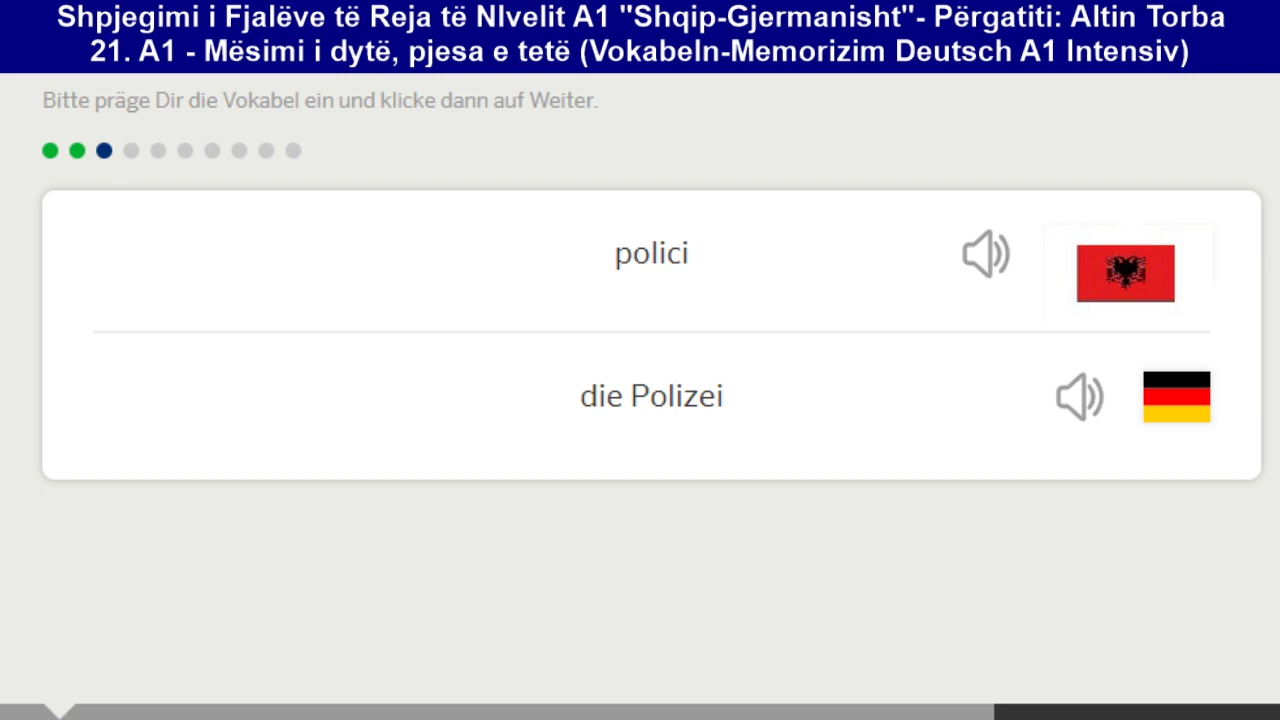 Shpjegimi i Fjalëve të Reja të NIvelit A1 "Shqip-Gjermanisht"- Përgatiti: Altin Torba
21. A1 - Mësimi i dytë, pjesa e tetë (Vokabeln-Memorizim Deutsch A1 Intensiv)
Bitte präge Dir die Vokabel ein und klicke dann auf Weiter.
polici
die Polizei